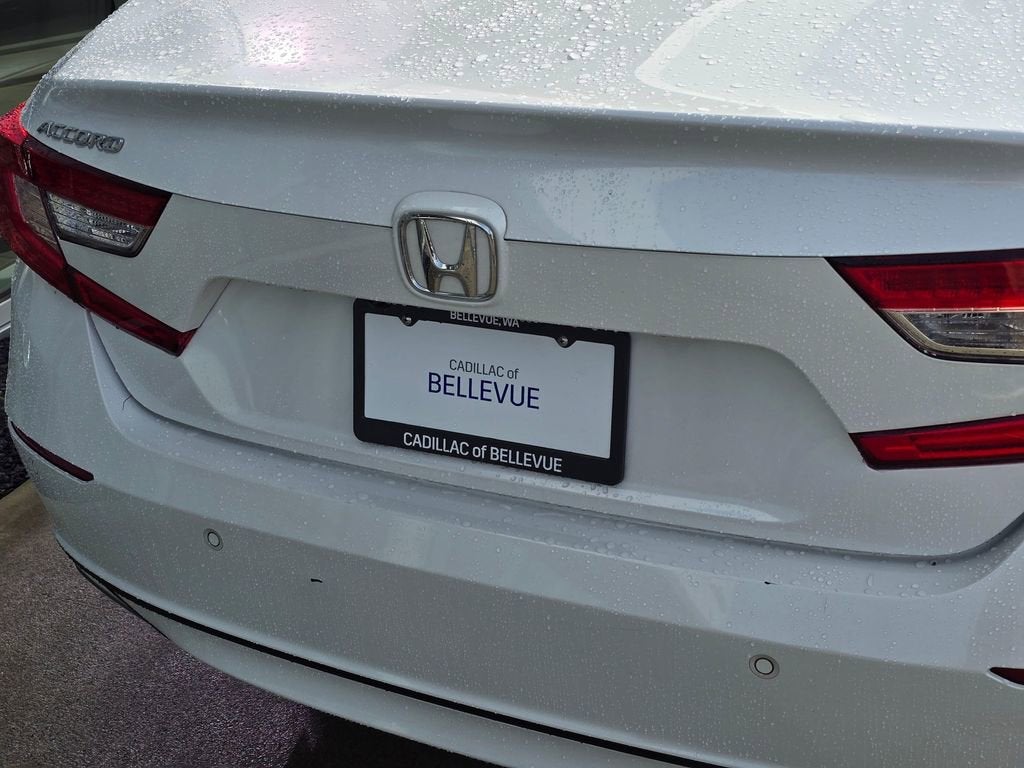 ACCORD
BELLEVUE, WA
CADILLAC of
BELLEVUE
CADILLAC of BELLEVUE